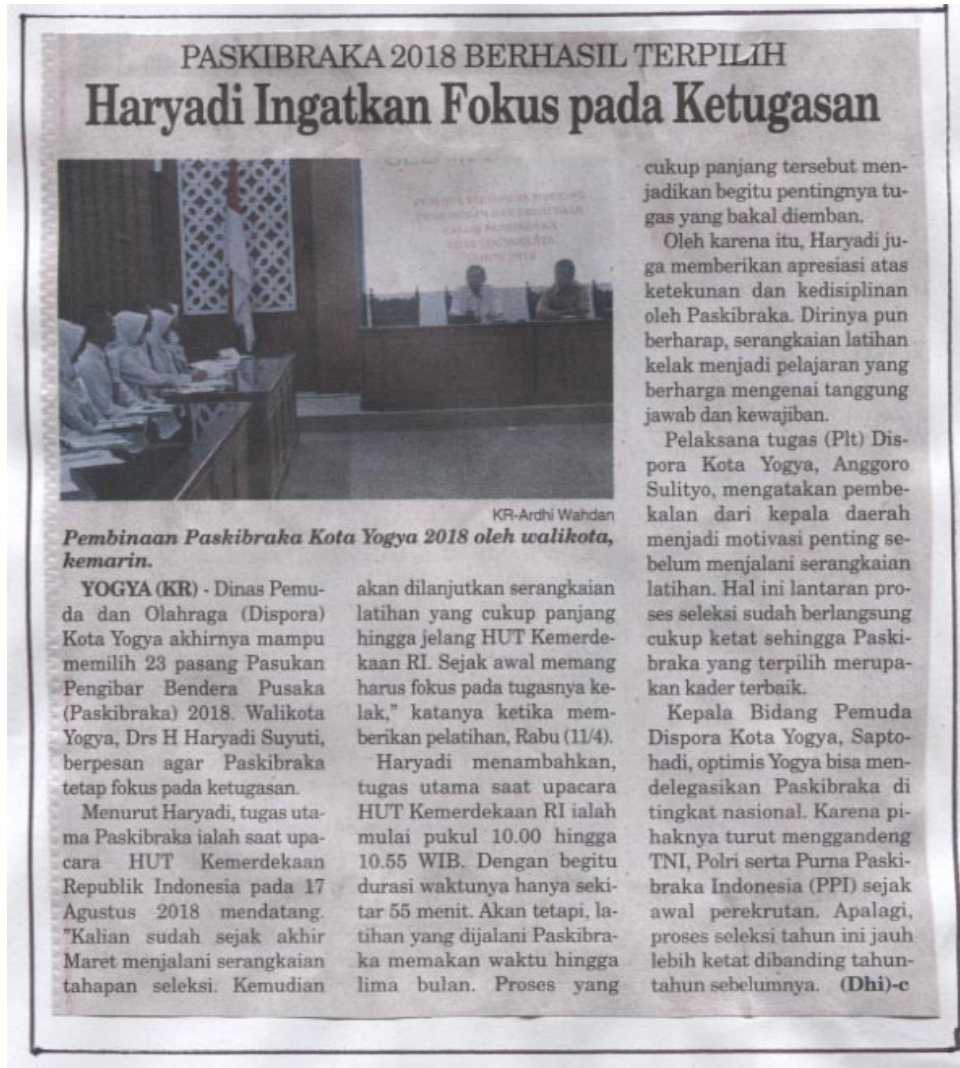 PASKIBRAKA 2018 BERHASIL TERPILIH
Haryadi Ingatkan Fokus pada Ketugasan
KR-Ardhi Wahdan
Pembinaan Paskibraka Kota Yogya 2018 oleh walikota,
kemarin.
YOGYA (KR) - Dinas Pemu-
da dan Olahraga (Dispora)
Kota Yogya akhirnya mampu
memilih 23 pasang Pasukan
Pengibar Bendera Pusaka
(Paskibraka) 2018. Walikota
Yogya, Drs H Haryadi Suyuti,
berpesan agar Paskibraka
tetap fokus pada ketugasan.
Menurut Haryadi, tugas uta-
ma Paskibraka ialah saat upa-
cara HUT Kemerdekaan
Republik Indonesia pada 17
Agustus 2018 mendatang.
"Kalian sudah sejak akhir
Maret menjalani serangkaian
tahapan seleksi. Kemudian
akan dilanjutkan serangkaian
latihan yang cukup panjang
hingga jelang HUT Kemerde-
kaan RI. Sejak awal memang
harus fokus pada tugasnya ke-
lak," katanya ketika mem-
berikan pelatihan, Rabu (11/4).
Haryadi menambahkan,
tugas utama saat upacara
HUT Kemerdekaan RI ialah
mulai pukul 10.00 hingga
10.55 WIB. Dengan begitu
durasi waktunya hanya seki-
tar 55 menit. Akan tetapi, la-
tihan yang dijalani Paskibra-
ka memakan waktu hingga
lima bulan. Proses yang
cukup panjang tersebut men-
jadikan begitu pentingnya tu-
gas yang bakal diemban.
Oleh karena itu, Haryadi ju-
ga memberikan apresiasi atas
ketekunan dan kedisiplinan
oleh Paskibraka. Dirinya pun
berharap, serangkaian latihan
kelak menjadi pelajaran yang
berharga mengenai tanggung
jawab dan kewajiban.
Pelaksana tugas (Plt) Dis-
pora Kota Yogya, Anggoro
Sulityo, mengatakan pembe-
kalan dari kepala daerah
menjadi motivasi penting se-
belum menjalani serangkaian
latihan. Hal ini lantaran pro-
ses seleksi sudah berlangsung
cukup ketat sehingga Paski-
braka yang terpilih merupa-
kan kader terbaik.
Kepala Bidang Pemuda
Dispora Kota Yogya, Sapto-
hadi, optimis Yogya bisa men-
delegasikan Paskibraka di
tingkat nasional. Karena pi-
haknya turut menggandeng
TNI, Polri serta Purna Paski-
braka Indonesia (PPI) sejak
awal perekrutan. Apalagi,
proses seleksi tahun ini jauh
lebih ketat dibanding tahun-
tahun sebelumnya. (Dhi)-c